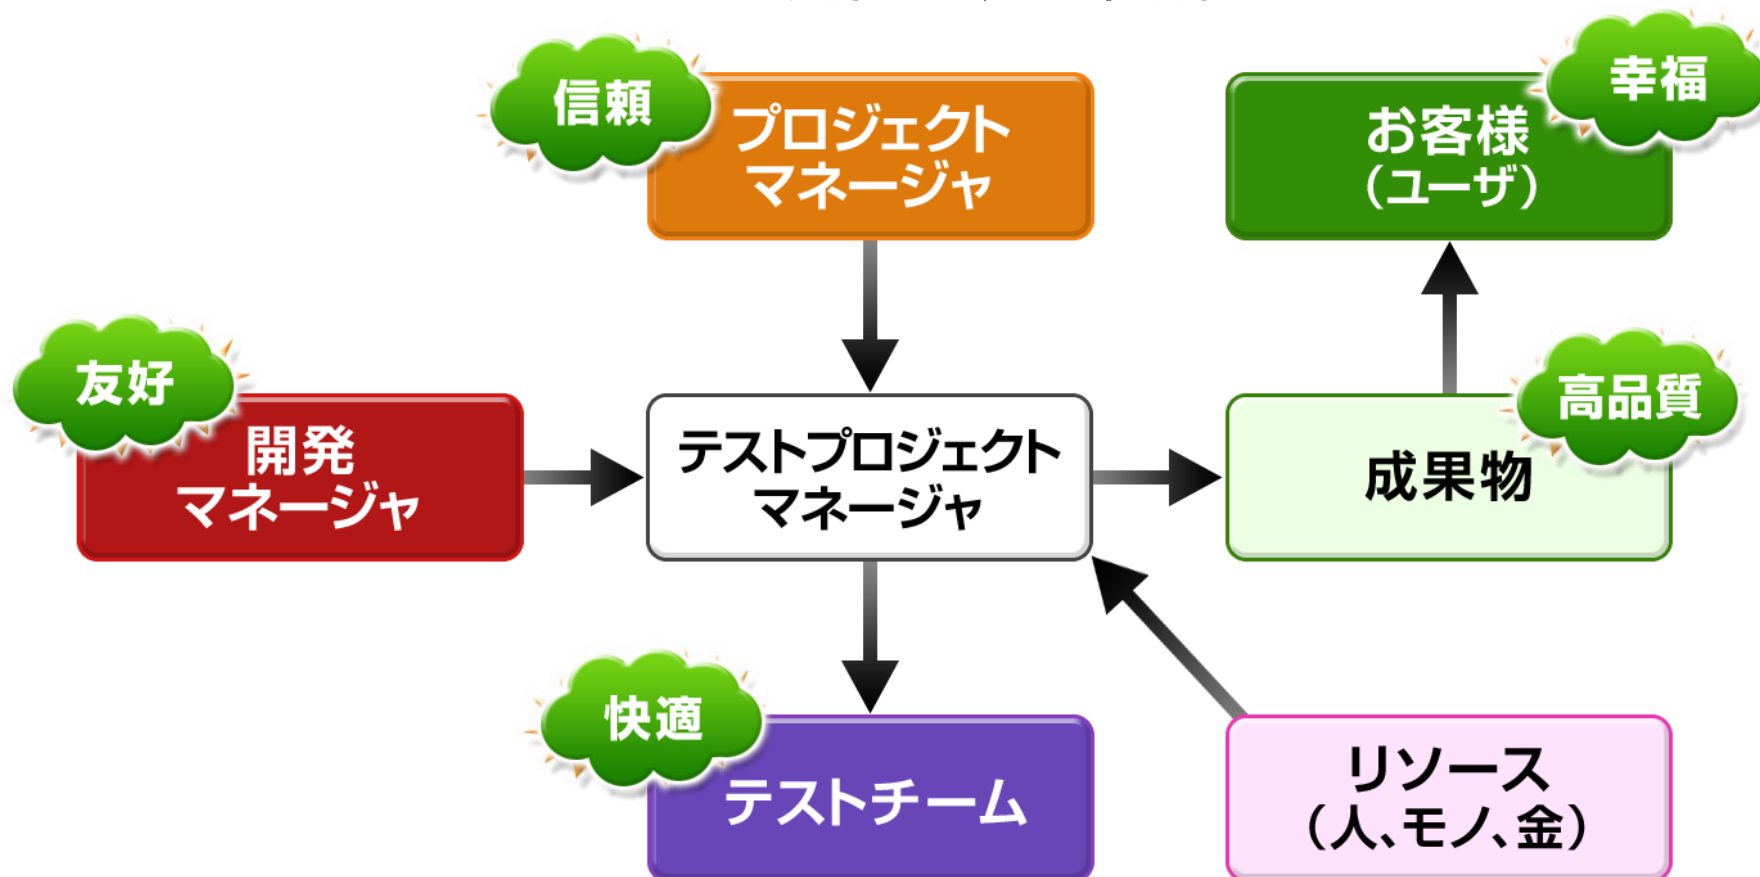 信頼
プロジェクト
マネージャ
幸福
お客様
（ユーザ）
友好
開発
マネージャ
テストプロジェクト
マネージャ
高品質
成果物
快適
テストチーム
リソース
（人、モノ、金）